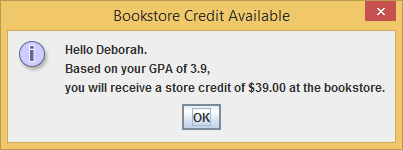 Bookstore Credit Available
Hello Deborah.
Based on your GPA of 3.9,
you will receive a store credit of $39.00 at the bookstore.
OK